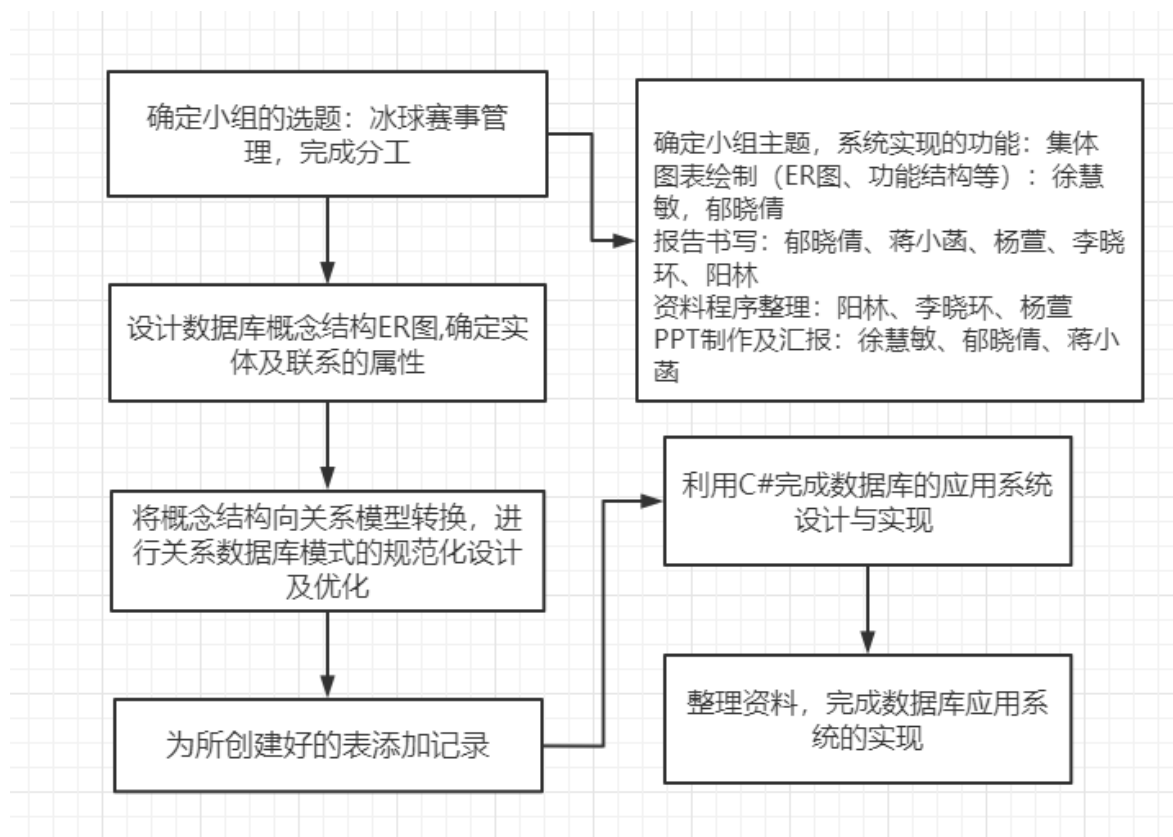 确定小组的选题：冰球赛事管
理，完成分工
确定小组主题，系统实现的功能：集体
图表绘制（ER图、功能结构等）：徐慧
敏，郁晓倩
报告书写：郁晓倩、蒋小菡、杨萱、李晓
环、阳林
资料程序整理：阳林、李晓环、杨萱
PPT制作及汇报：徐慧敏、郁晓倩、蒋小
菡
设计数据库概念结构ER图,确定实
体及联系的属性
将概念结构向关系模型转换，进
行关系数据库模式的规范化设计
及优化
为所创建好的表添加记录
利用C#完成数据库的应用系统
设计与实现
整理资料，完成数据库应用系
统的实现